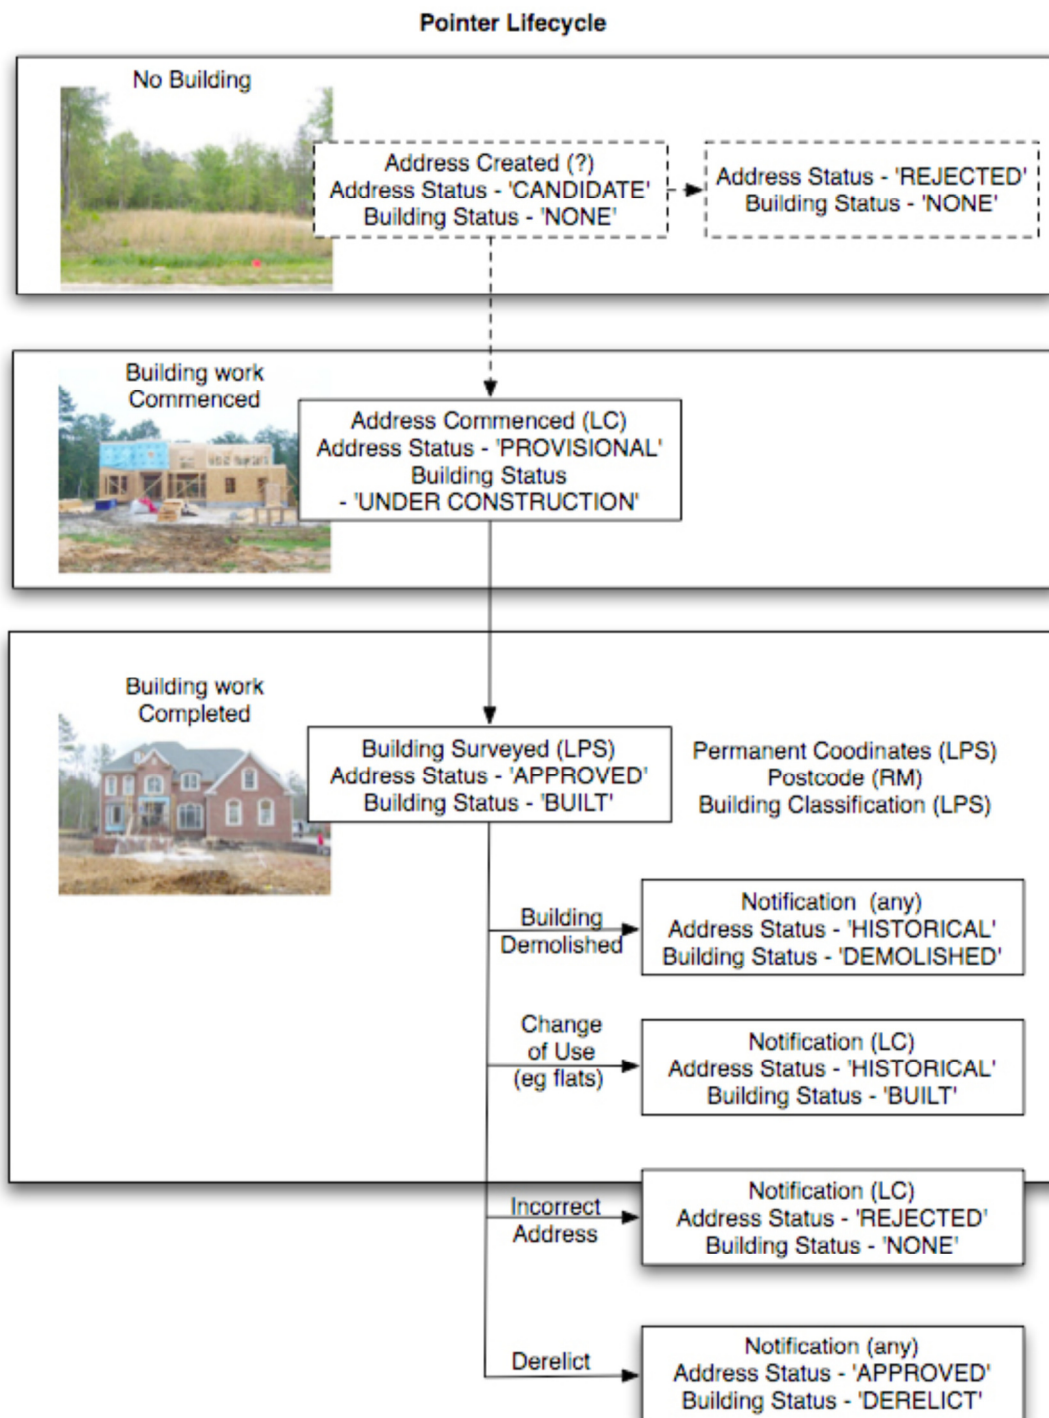 Pointer Lifecycle
No Building
Address Created (?)
Address Status - 'CANDIDATE'
Building Status - 'NONE'
Address Status - 'REJECTED'
Building Status - 'NONE'
Building work
Commenced
Address Commenced (LC)
Address Status - 'PROVISIONAL'
Building Status
- 'UNDER CONSTRUCTION'
Building work
Completed
Building Surveyed (LPS)
Address Status - 'APPROVED'
Building Status - 'BUILT'
Permanent Coodinates (LPS)
Postcode (RM)
Building Classification (LPS)
Building
Demolished
Notification (any)
Address Status - 'HISTORICAL'
Building Status - 'DEMOLISHED'
Change
of Use
(eg flats)
Notification (LC)
Address Status - 'HISTORICAL'
Building Status - 'BUILT'
Incorrect
Address
Notification (LC)
Address Status - 'REJECTED'
Building Status - 'NONE'
Derelict
Notification (any)
Address Status - 'APPROVED'
Building Status - 'DERELICT'